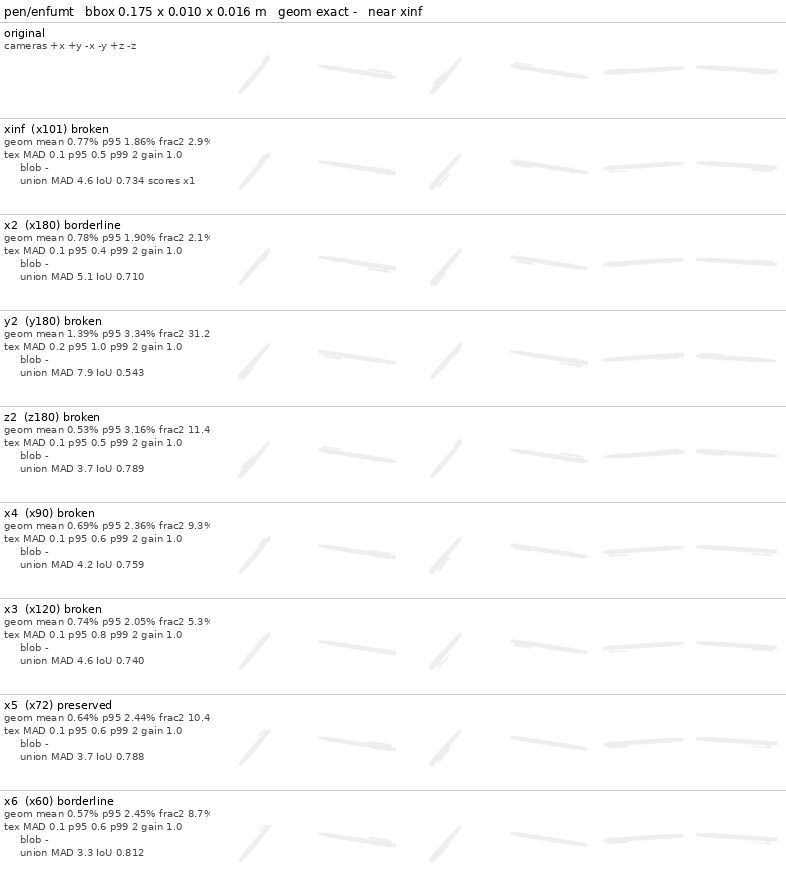 pen/enfumt bbox 0.175 x 0.010 x 0.016 m geom exact - near xinf
original
cameras +x +y -x -y +z -z
xinf (x101) broken
geom mean 0.77% p95 1.86% frac2 2.9%
tex MAD 0.1 p95 0.5 p99 2 gain 1.0
blob -
union MAD 4.6 IoU 0.734 scores x1
x2 (x180) borderline
geom mean 0.78% p95 1.90% frac2 2.1%
tex MAD 0.1 p95 0.4 p99 2 gain 1.0
blob -
union MAD 5.1 IoU 0.710
y2 (y180) broken
geom mean 1.39% p95 3.34% frac2 31.2
tex MAD 0.2 p95 1.0 p99 2 gain 1.0
blob -
union MAD 7.9 IoU 0.543
z2 (z180) broken
geom mean 0.53% p95 3.16% frac2 11.4
tex MAD 0.1 p95 0.5 p99 2 gain 1.0
blob -
union MAD 3.7 IoU 0.789
x4 (x90) broken
geom mean 0.69% p95 2.36% frac2 9.3%
tex MAD 0.1 p95 0.6 p99 2 gain 1.0
blob -
union MAD 4.2 IoU 0.759
x3 (x120) broken
geom mean 0.74% p95 2.05% frac2 5.3%
tex MAD 0.1 p95 0.8 p99 2 gain 1.0
blob -
union MAD 4.6 IoU 0.740
x5 (x72) preserved
geom mean 0.64% p95 2.44% frac2 10.4
tex MAD 0.1 p95 0.6 p99 2 gain 1.0
blob -
union MAD 3.7 IoU 0.788
x6 (x60) borderline
geom mean 0.57% p95 2.45% frac2 8.7%
tex MAD 0.1 p95 0.6 p99 2 gain 1.0
blob -
union MAD 3.3 IoU 0.812